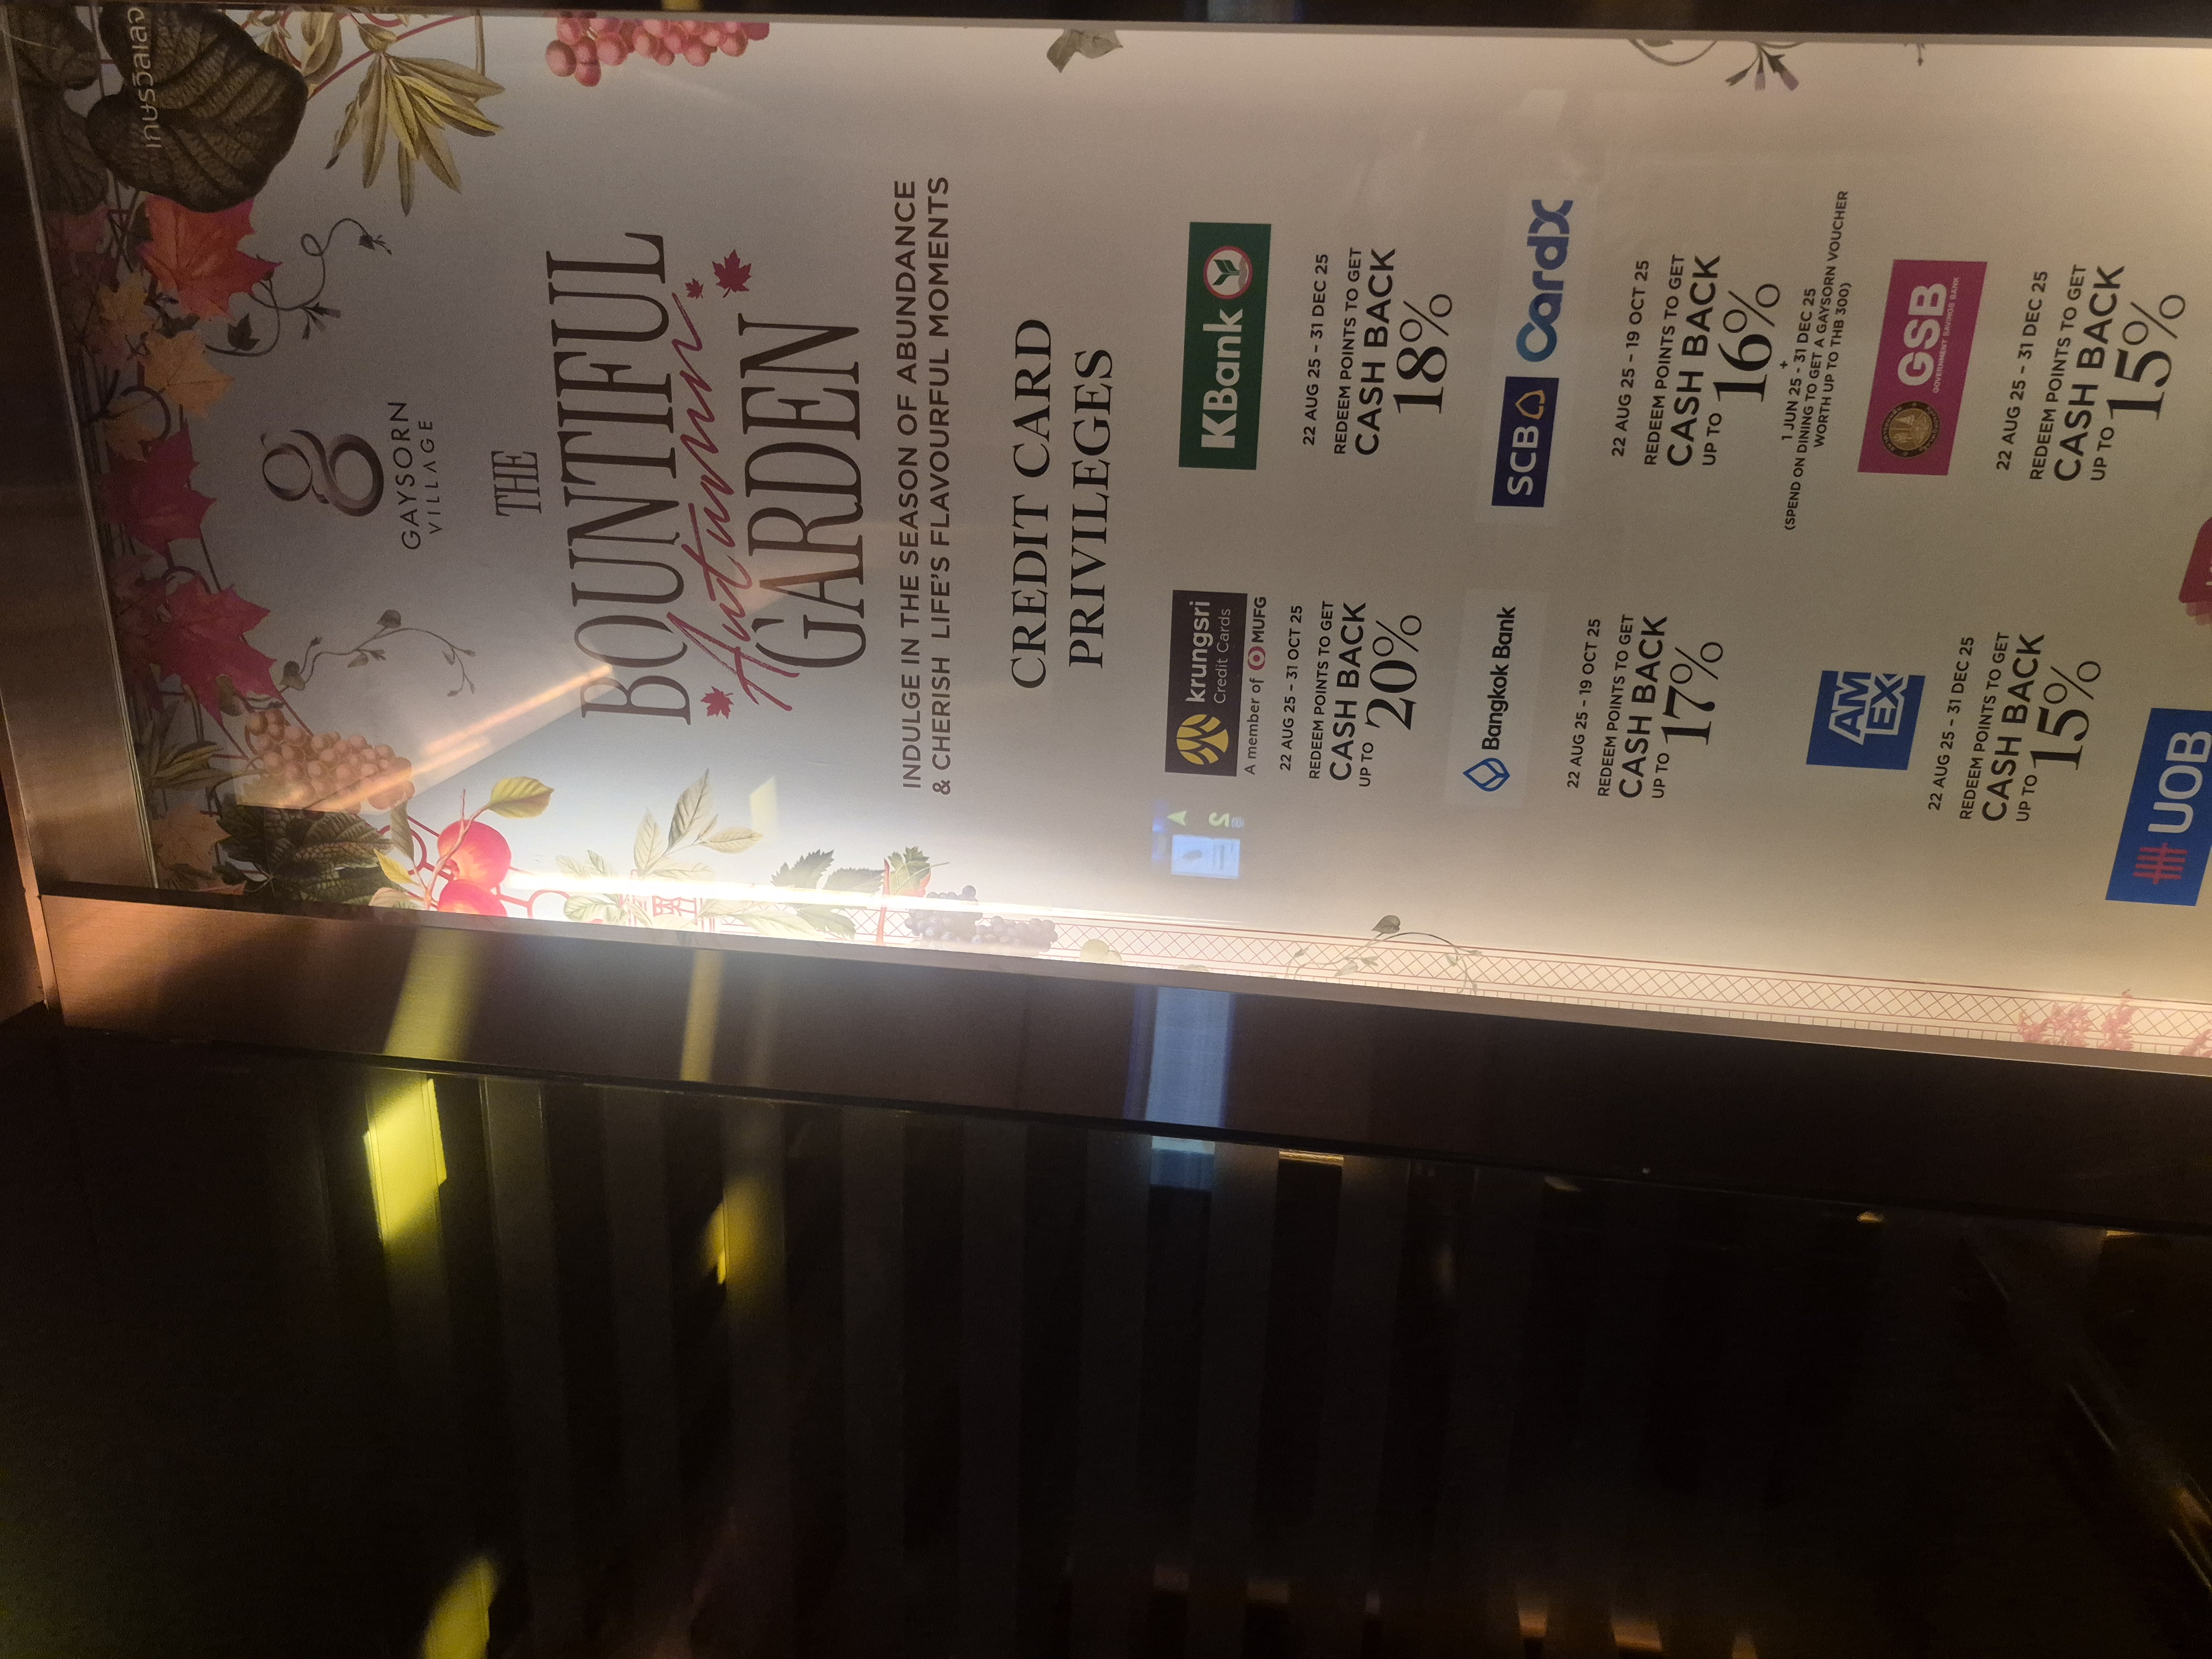 เกษรวิลเลจ
GAYSORN
VILLAGE
THE
BOUNTIFUL
Autumn
GARDEN
INDULGE IN THE SEASON OF ABUNDANCE
& CHERISH LIFE'S FLAVOURFUL MOMENTS
CREDIT CARD
PRIVILEGES
krungsri
Credit Cards
A member of MUFG
22 AUG 25 – 31 OCT 25
REDEEM POINTS TO GET
CASH BACK
UP TO 20%
KBank
22 AUG 25 – 31 DEC 25
REDEEM POINTS TO GET
CASH BACK
18%
Bangkok Bank
22 AUG 25 – 19 OCT 25
REDEEM POINTS TO GET
CASH BACK
UP TO 17%
SCB CardX
22 AUG 25 – 19 OCT 25
REDEEM POINTS TO GET
CASH BACK
UP TO 16%
+
1 JUN 25 - 31 DEC 25
(SPEND ON DINING TO GET A GAYSORN VOUCHER
WORTH UP TO THB 300)
AM
EX
22 AUG 25 – 31 DEC 25
REDEEM POINTS TO GET
CASH BACK
UP TO 15%
GSB
GOVERNMENT SAVINGS BANK
22 AUG 25 – 31 DEC 25
REDEEM POINTS TO GET
CASH BACK
UP TO 15%
UOB